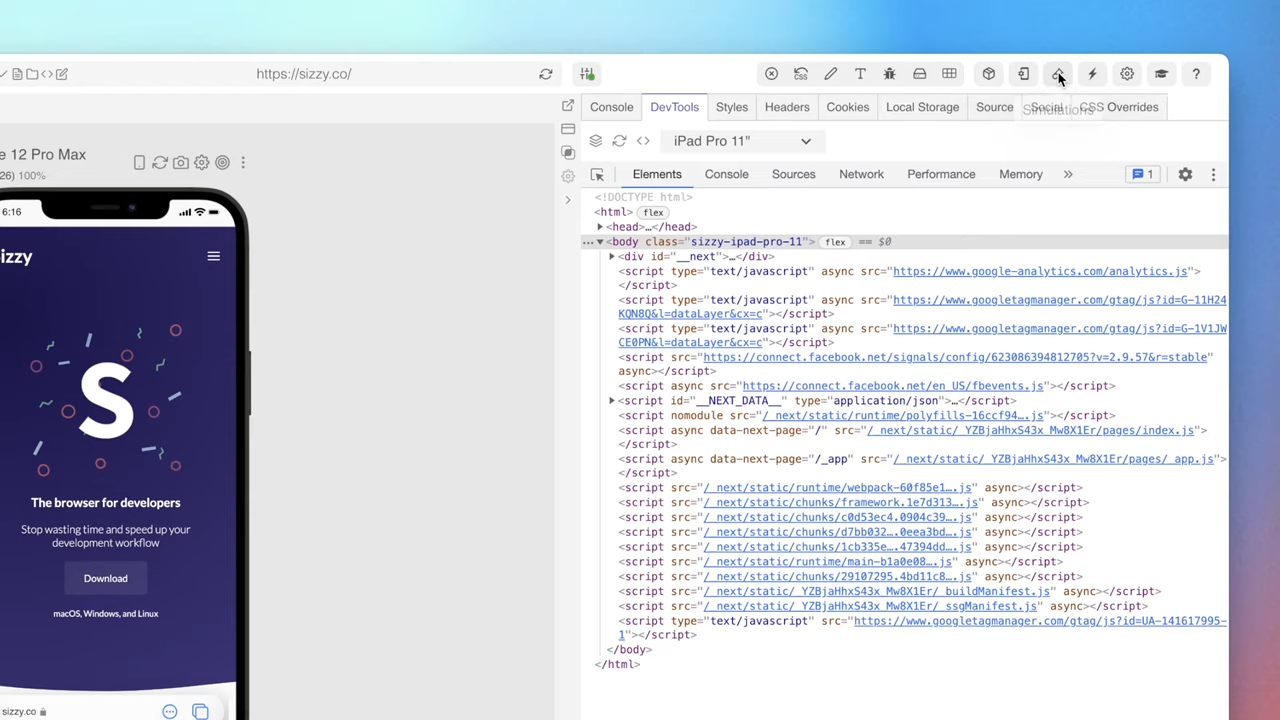 https://sizzy.co/
Console DevTools Styles Headers Cookies Local Storage Source Social CSS Overrides
Simulations
iPad Pro 11"
Elements Console Sources Network Performance Memory » 1
e 12 Pro Max
26) 100%
6:16
izzy
The browser for developers
Stop wasting time and speed up your
development workflow
Download
macOS, Windows, and Linux
sizzy.co
<!DOCTYPE html>
<html> flex
<head>…</head>
<body class="sizzy-ipad-pro-11"> flex == $0
<div id="__next">…</div>
<script type="text/javascript" async src="https://www.google-analytics.com/analytics.js">
</script>
<script type="text/javascript" async src="https://www.googletagmanager.com/gtag/js?id=G-11H24
KQN8Q&l=dataLayer&cx=c"></script>
<script type="text/javascript" async src="https://www.googletagmanager.com/gtag/js?id=G-1V1JW
CE0PN&l=dataLayer&cx=c"></script>
<script src="https://connect.facebook.net/signals/config/623086394812705?v=2.9.57&r=stable"
async></script>
<script async src="https://connect.facebook.net/en_US/fbevents.js"></script>
<script id="__NEXT_DATA__" type="application/json">…</script>
<script nomodule src="/_next/static/runtime/polyfills-16ccf94….js"></script>
<script async data-next-page="/" src="/_next/static/_YZBjaHhxS43x_Mw8X1Er/pages/index.js">
</script>
<script async data-next-page="/_app" src="/_next/static/_YZBjaHhxS43x_Mw8X1Er/pages/_app.js">
</script>
<script src="/_next/static/runtime/webpack-60f85e1….js" async></script>
<script src="/_next/static/chunks/framework.1e7d313….js" async></script>
<script src="/_next/static/chunks/c0d53ec4.0904c39….js" async></script>
<script src="/_next/static/chunks/d7bb032….0eea3bd….js" async></script>
<script src="/_next/static/chunks/1cb335e….47394dd….js" async></script>
<script src="/_next/static/runtime/main-b1a0e08….js" async></script>
<script src="/_next/static/chunks/29107295.4bd11c8….js" async></script>
<script src="/_next/static/_YZBjaHhxS43x_Mw8X1Er/_buildManifest.js" async></script>
<script src="/_next/static/_YZBjaHhxS43x_Mw8X1Er/_ssgManifest.js" async></script>
<script type="text/javascript" src="https://www.googletagmanager.com/gtag/js?id=UA-141617995-
1"></script>
</body>
</html>